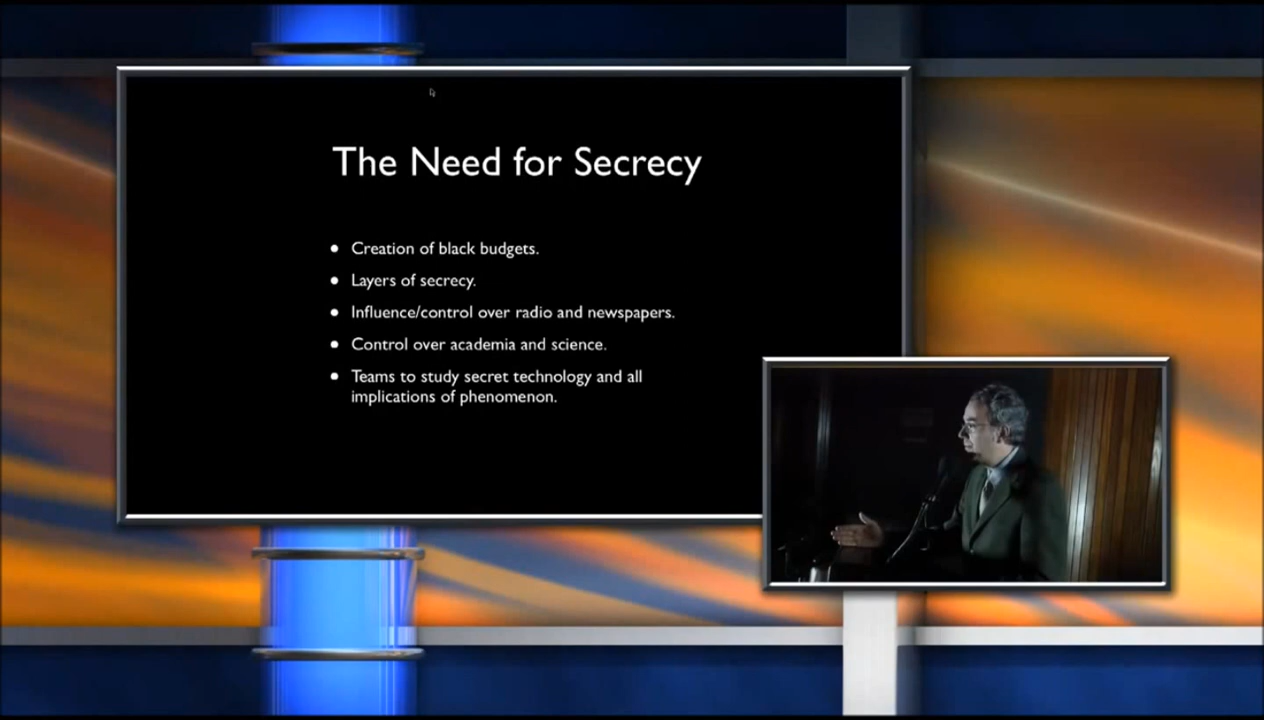 The Need for Secrecy
Creation of black budgets.
Layers of secrecy.
Influence/control over radio and newspapers.
Control over academia and science.
Teams to study secret technology and all
implications of phenomenon.